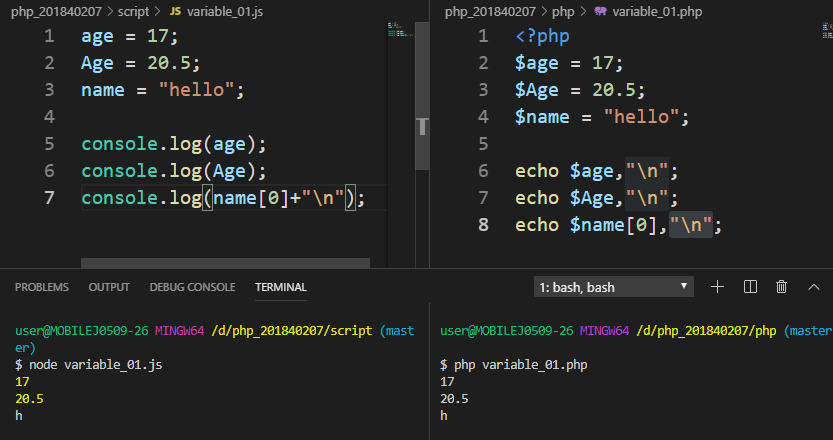 php_201840207 > script > JS variable_01.js
1 age = 17;
2 Age = 20.5;
3 name = "hello";
4
5 console.log(age);
6 console.log(Age);
7 console.log(name[0]+"\n");
php_201840207 > php > variable_01.php
1 <?php
2 $age = 17;
3 $Age = 20.5;
4 $name = "hello";
5
6 echo $age,"\n";
7 echo $Age,"\n";
8 echo $name[0],"\n";
PROBLEMS OUTPUT DEBUG CONSOLE TERMINAL 1: bash, bash
user@MOBILEJ0509-26 MINGW64 /d/php_201840207/script (mast
er)
$ node variable_01.js
17
20.5
h
user@MOBILEJ0509-26 MINGW64 /d/php_201840207/php (master
$ php variable_01.php
17
20.5
h